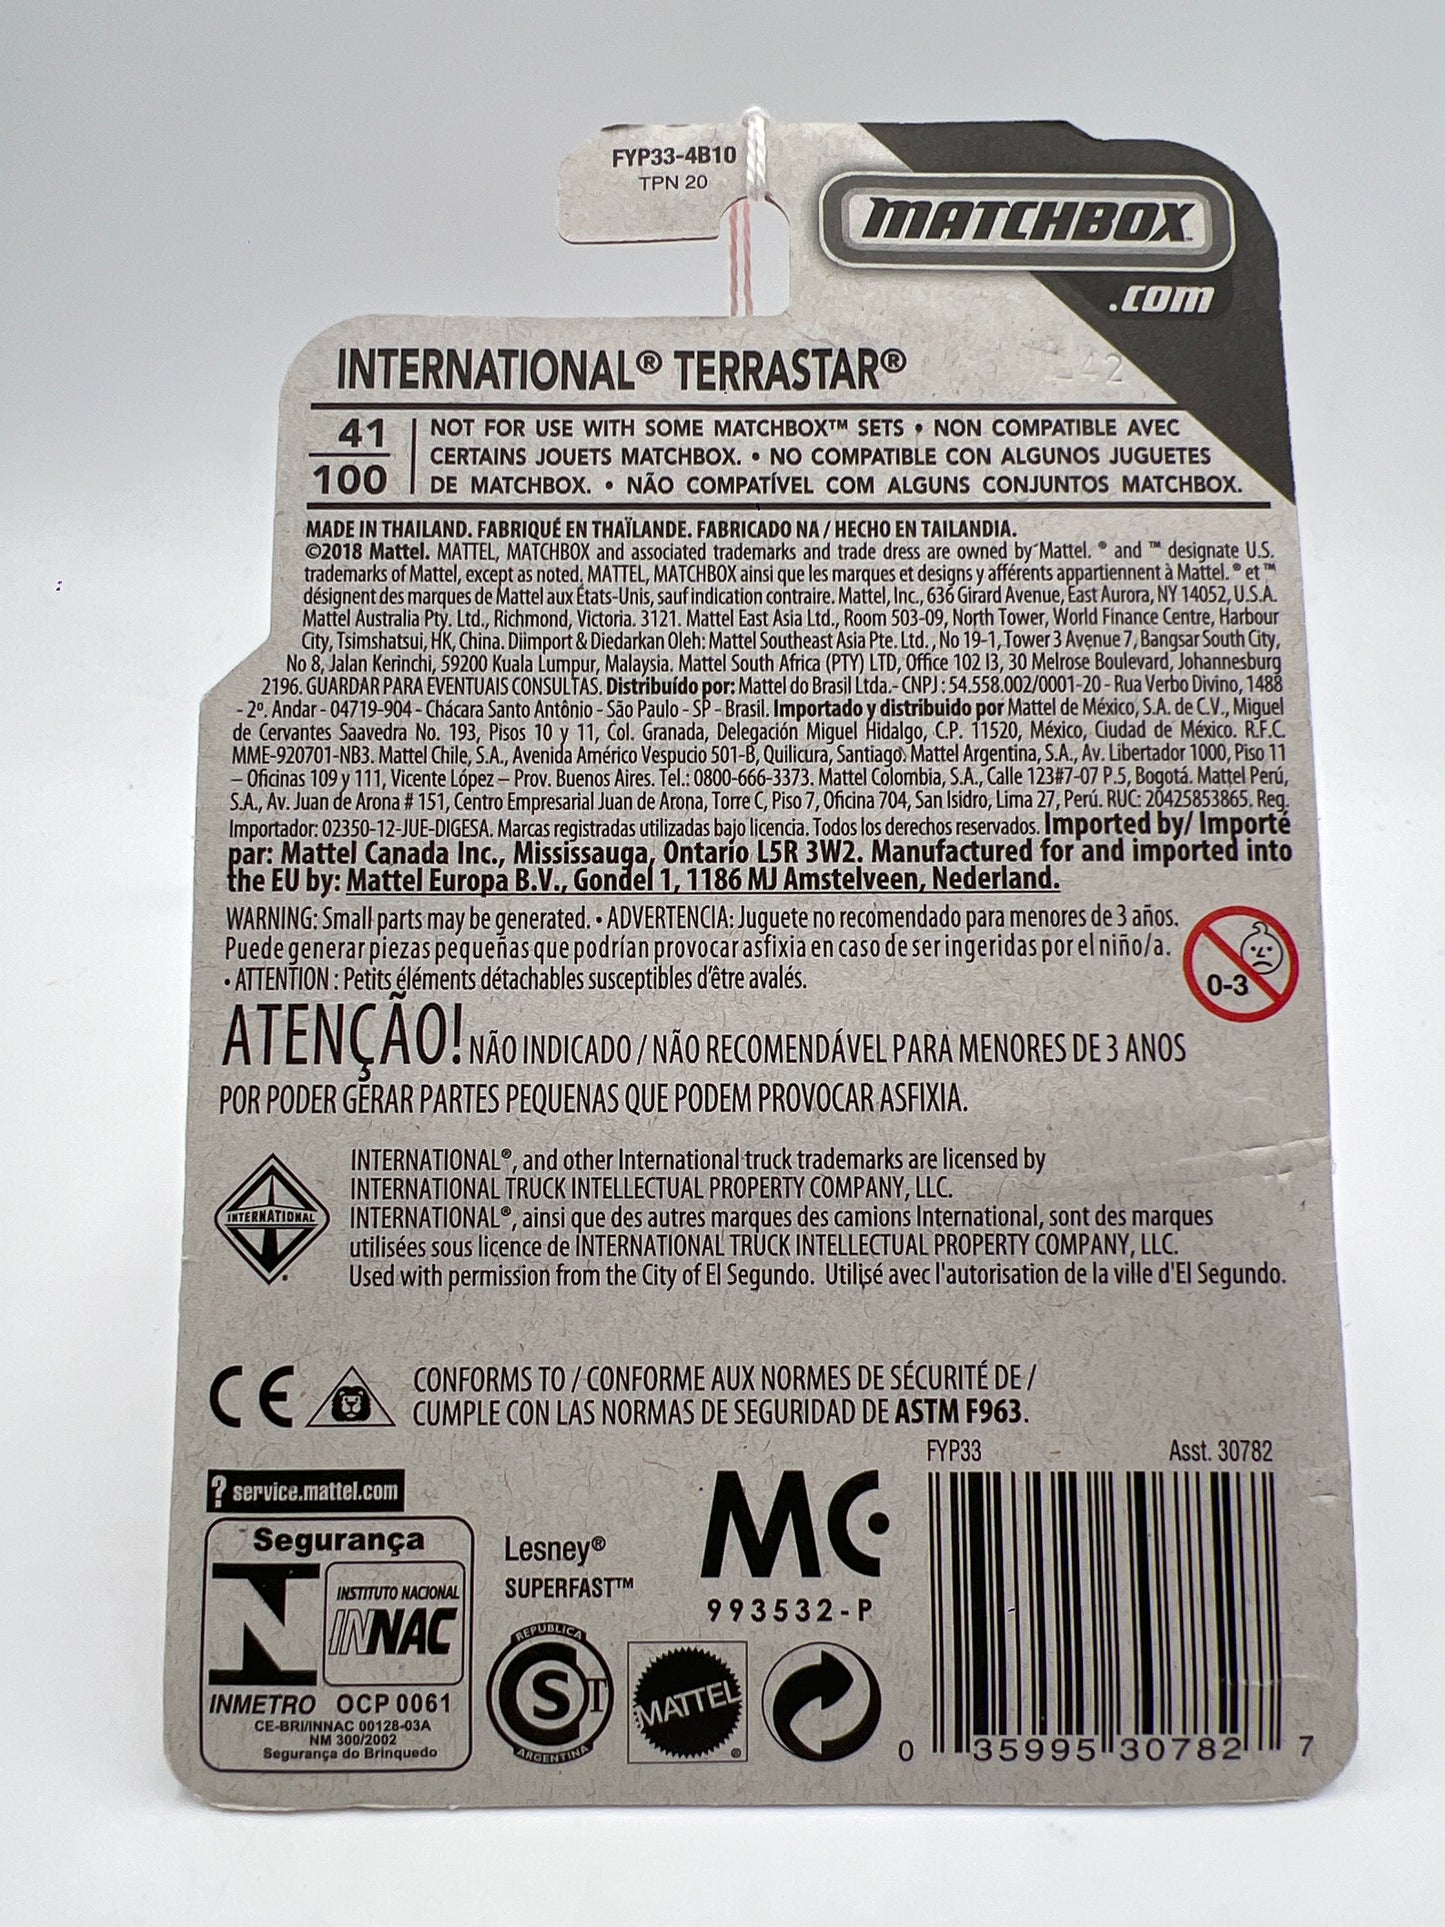 FYP33-4B10
TPN 20
MATCHBOX
.com
INTERNATIONAL® TERRASTAR®
41
100
NOT FOR USE WITH SOME MATCHBOX™ SETS • NON COMPATIBLE AVEC
CERTAINS JOUETS MATCHBOX. • NO COMPATIBLE CON ALGUNOS JUGUETES
DE MATCHBOX. • NÃO COMPATÍVEL COM ALGUNS CONJUNTOS MATCHBOX.
MADE IN THAILAND. FABRIQUÉ EN THAÏLANDE. FABRICADO NA / HECHO EN TAILANDIA.
©2018 Mattel. MATTEL, MATCHBOX and associated trademarks and trade dress are owned by Mattel. ® and ™ designate U.S.
trademarks of Mattel, except as noted. MATTEL, MATCHBOX ainsi que les marques et designs y afférents appartiennent à Mattel. ® et ™
désignent des marques de Mattel aux États-Unis, sauf indication contraire. Mattel, Inc., 636 Girard Avenue, East Aurora, NY 14052, U.S.A.
Mattel Australia Pty. Ltd., Richmond, Victoria. 3121. Mattel East Asia Ltd., Room 503-09, North Tower, World Finance Centre, Harbour
City, Tsimshatsui, HK, China. Diimport & Diedarkan Oleh: Mattel Southeast Asia Pte. Ltd., No 19-1, Tower 3 Avenue 7, Bangsar South City,
No 8, Jalan Kerinchi, 59200 Kuala Lumpur, Malaysia. Mattel South Africa (PTY) LTD, Office 102 I3, 30 Melrose Boulevard, Johannesburg
2196. GUARDAR PARA EVENTUAIS CONSULTAS. Distribuído por: Mattel do Brasil Ltda.- CNPJ : 54.558.002/0001-20 - Rua Verbo Divino, 1488
- 2º. Andar - 04719-904 - Chácara Santo Antônio - São Paulo - SP - Brasil. Importado y distribuido por Mattel de México, S.A. de C.V., Miguel
de Cervantes Saavedra No. 193, Pisos 10 y 11, Col. Granada, Delegación Miguel Hidalgo, C.P. 11520, México, Ciudad de México. R.F.C.
MME-920701-NB3. Mattel Chile, S.A., Avenida Américo Vespucio 501-B, Quilicura, Santiago. Mattel Argentina, S.A., Av. Libertador 1000, Piso 11
– Oficinas 109 y 111, Vicente López – Prov. Buenos Aires. Tel.: 0800-666-3373. Mattel Colombia, S.A., Calle 123#7-07 P.5, Bogotá. Mattel Perú,
S.A., Av. Juan de Arona # 151, Centro Empresarial Juan de Arona, Torre C, Piso 7, Oficina 704, San Isidro, Lima 27, Perú. RUC: 20425853865. Reg.
Importador: 02350-12-JUE-DIGESA. Marcas registradas utilizadas bajo licencia. Todos los derechos reservados. Imported by/ Importé
par: Mattel Canada Inc., Mississauga, Ontario L5R 3W2. Manufactured for and imported into
the EU by: Mattel Europa B.V., Gondel 1, 1186 MJ Amstelveen, Nederland.
WARNING: Small parts may be generated. • ADVERTENCIA: Juguete no recomendado para menores de 3 años.
Puede generar piezas pequeñas que podrían provocar asfixia en caso de ser ingeridas por el niño/a.
• ATTENTION : Petits éléments détachables susceptibles d'être avalés.
0-3
ATENÇÃO! NÃO INDICADO / NÃO RECOMENDÁVEL PARA MENORES DE 3 ANOS
POR PODER GERAR PARTES PEQUENAS QUE PODEM PROVOCAR ASFIXIA.
INTERNATIONAL
INTERNATIONAL®, and other International truck trademarks are licensed by
INTERNATIONAL TRUCK INTELLECTUAL PROPERTY COMPANY, LLC.
INTERNATIONAL®, ainsi que des autres marques des camions International, sont des marques
utilisées sous licence de INTERNATIONAL TRUCK INTELLECTUAL PROPERTY COMPANY, LLC.
Used with permission from the City of El Segundo. Utilisé avec l'autorisation de la ville d'El Segundo.
CE
CONFORMS TO / CONFORME AUX NORMES DE SÉCURITÉ DE /
CUMPLE CON LAS NORMAS DE SEGURIDAD DE ASTM F963.
FYP33 Asst. 30782
? service.mattel.com
Segurança
INSTITUTO NACIONAL
INNAC
INMETRO OCP 0061
CE-BRI/INNAC 00128-03A
NM 300/2002
Segurança do Brinquedo
Lesney®
SUPERFAST™
MC
993532-P
REPUBLICA
S T
ARGENTINA
MATTEL ®
0 35995 30782 7